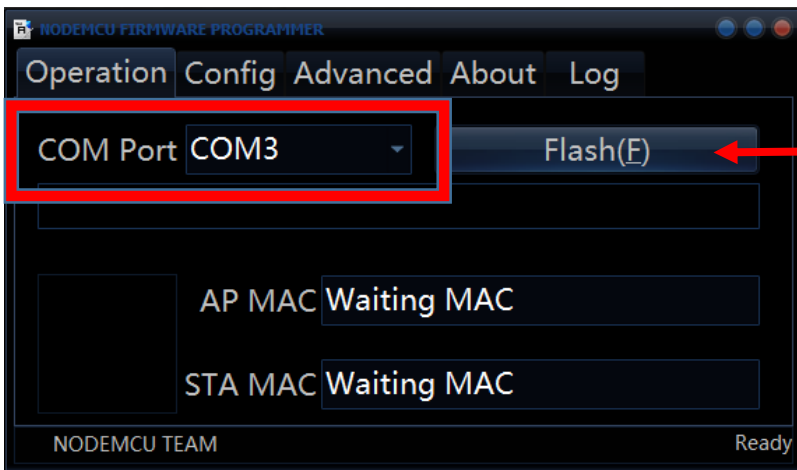 NODEMCU FIRMWARE PROGRAMMER
Operation Config Advanced About Log
COM Port COM3 Flash(F)
AP MAC Waiting MAC
STA MAC Waiting MAC
NODEMCU TEAM Ready